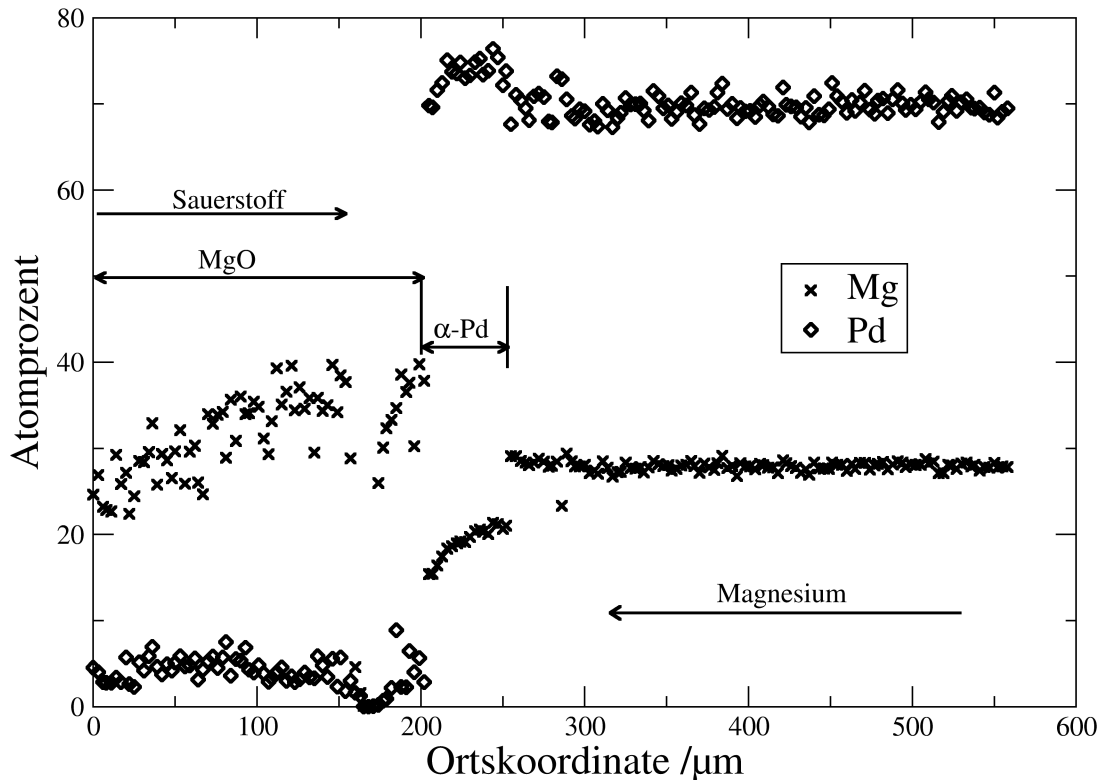 80
60
40
20
0
Atomprozent
Sauerstoff
MgO
α-Pd
Mg
Pd
Magnesium
0 100 200 300 400 500 600
Ortskoordinate /μm